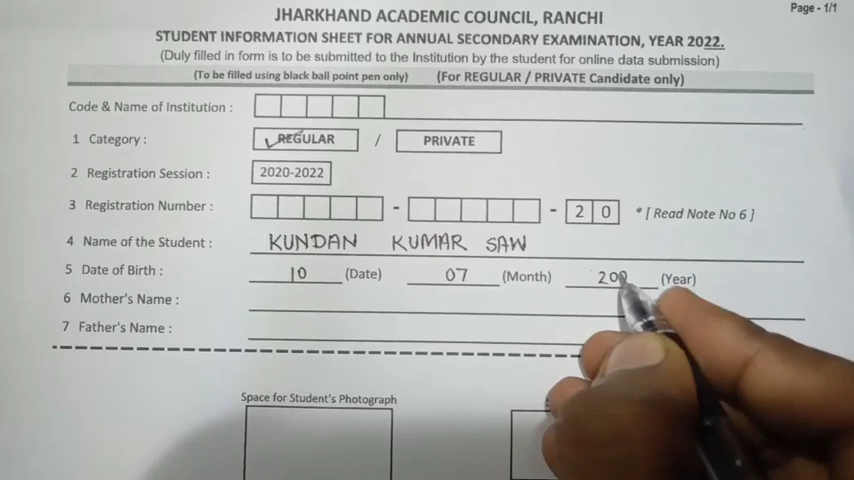 Page - 1/1
JHARKHAND ACADEMIC COUNCIL, RANCHI
STUDENT INFORMATION SHEET FOR ANNUAL SECONDARY EXAMINATION, YEAR 2022.
(Duly filled in form is to be submitted to the Institution by the student for online data submission)
(To be filled using black ball point pen only) (For REGULAR / PRIVATE Candidate only)
Code & Name of Institution :
1 Category : REGULAR / PRIVATE
2 Registration Session : 2020-2022
3 Registration Number : - - 2 0 * [ Read Note No 6 ]
4 Name of the Student : KUNDAN KUMAR SAW
5 Date of Birth : 10 (Date) 07 (Month) 200 (Year)
6 Mother's Name :
7 Father's Name :
Space for Student's Photograph